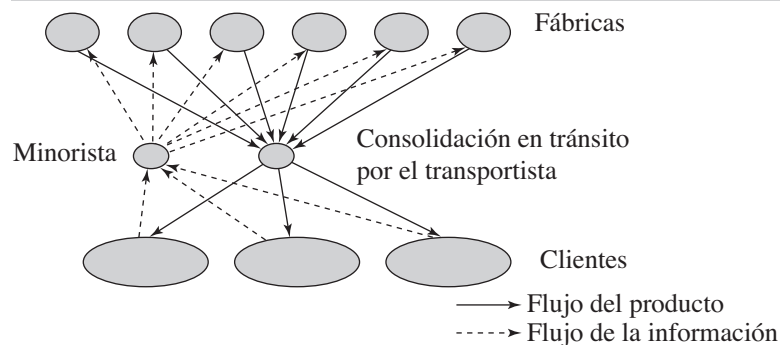 Fábricas
Minorista
Consolidación en tránsito
por el transportista
Clientes
Flujo del producto
Flujo de la información